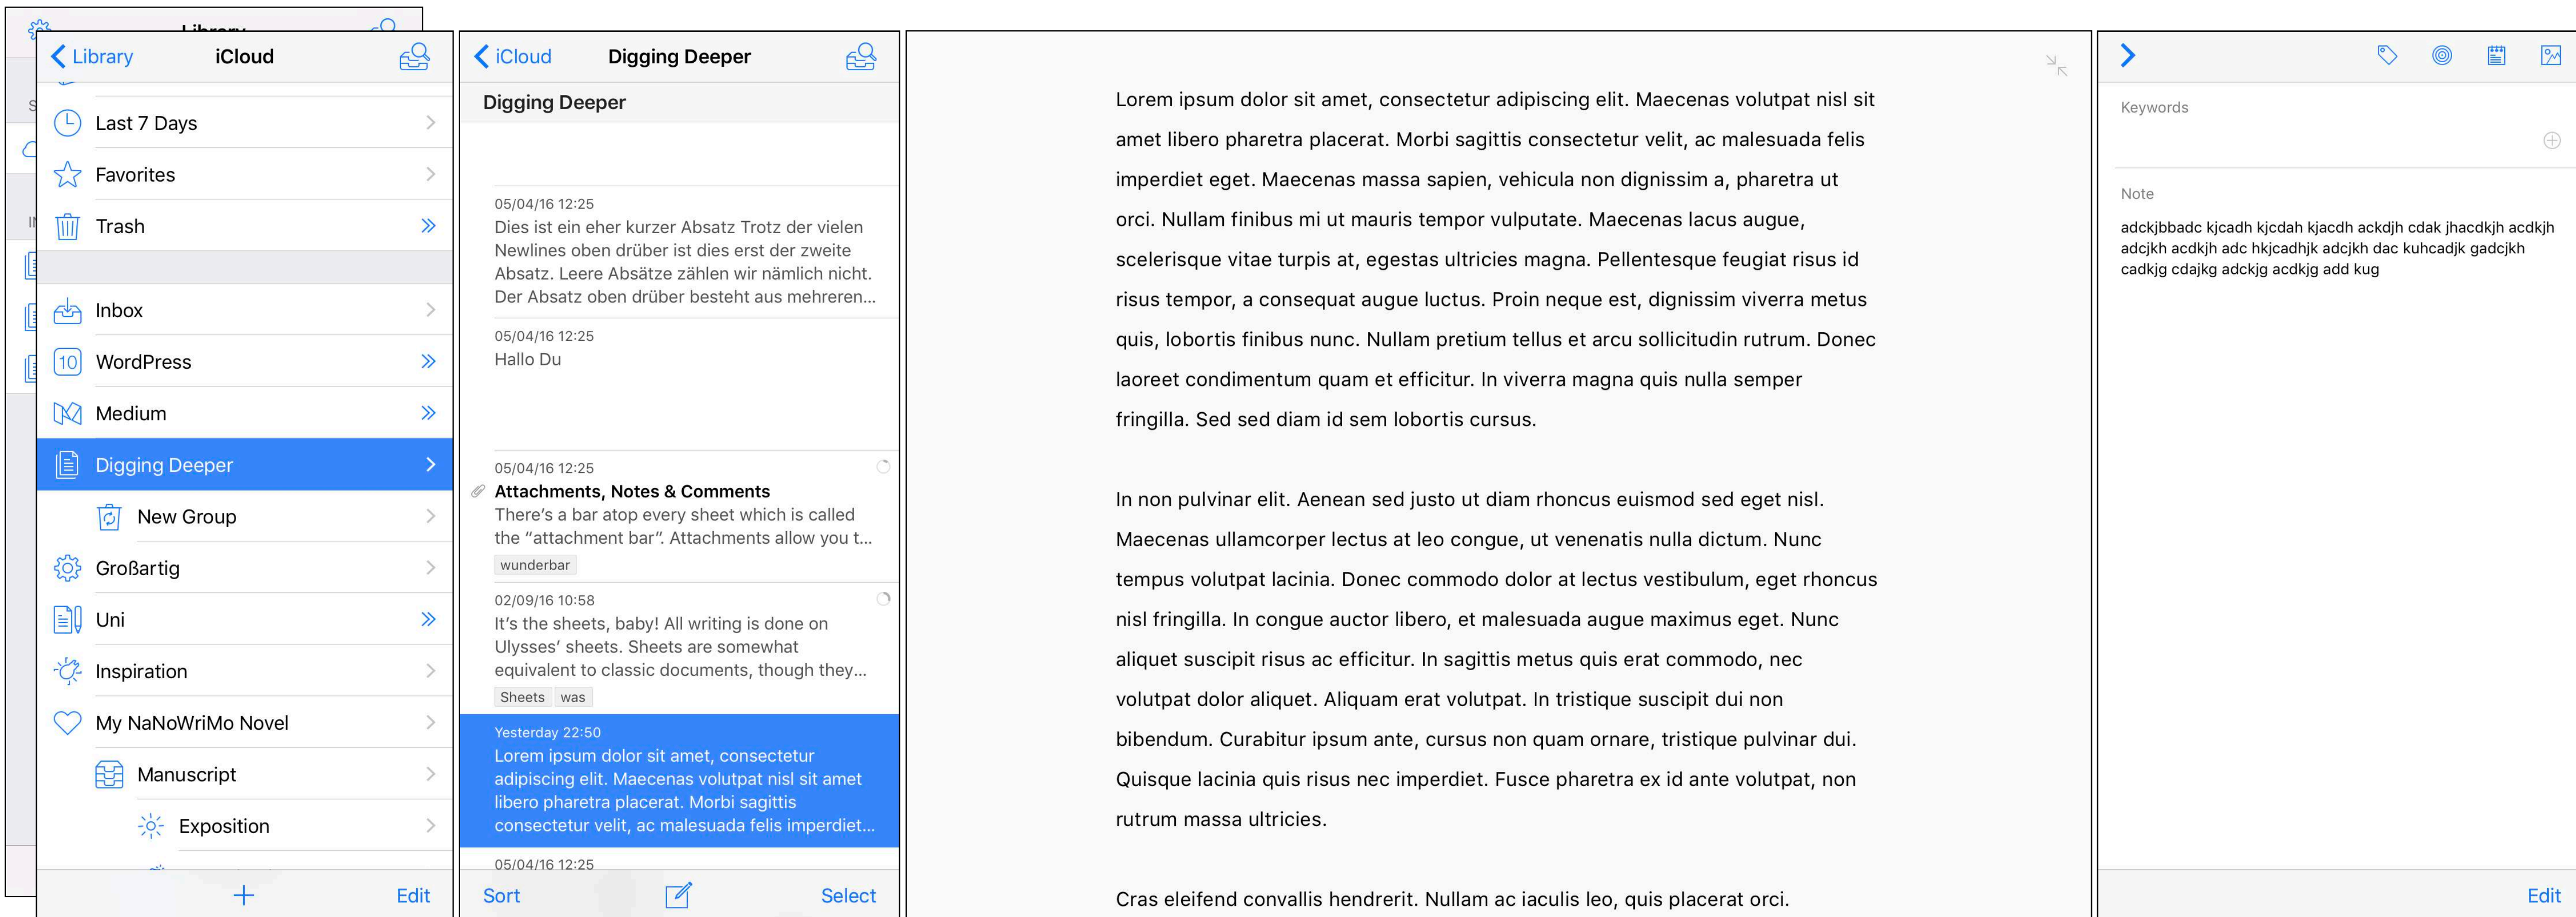 Library
Library
iCloud
Last 7 Days
Favorites
Trash
Inbox
10
WordPress
Medium
Digging Deeper
New Group
Großartig
Uni
Inspiration
My NaNoWriMo Novel
Manuscript
Exposition
Edit
iCloud
Digging Deeper
Digging Deeper
05/04/16 12:25
Dies ist ein eher kurzer Absatz Trotz der vielen
Newlines oben drüber ist dies erst der zweite
Absatz. Leere Absätze zählen wir nämlich nicht.
Der Absatz oben drüber besteht aus mehreren...
05/04/16 12:25
Hallo Du
05/04/16 12:25
Attachments, Notes & Comments
There’s a bar atop every sheet which is called
the “attachment bar”. Attachments allow you t...
wunderbar
02/09/16 10:58
It’s the sheets, baby! All writing is done on
Ulysses’ sheets. Sheets are somewhat
equivalent to classic documents, though they...
Sheets was
Yesterday 22:50
Lorem ipsum dolor sit amet, consectetur
adipiscing elit. Maecenas volutpat nisl sit amet
libero pharetra placerat. Morbi sagittis
consectetur velit, ac malesuada felis imperdiet...
05/04/16 12:25
Sort
Select
Lorem ipsum dolor sit amet, consectetur adipiscing elit. Maecenas volutpat nisl sit
amet libero pharetra placerat. Morbi sagittis consectetur velit, ac malesuada felis
imperdiet eget. Maecenas massa sapien, vehicula non dignissim a, pharetra ut
orci. Nullam finibus mi ut mauris tempor vulputate. Maecenas lacus augue,
scelerisque vitae turpis at, egestas ultricies magna. Pellentesque feugiat risus id
risus tempor, a consequat augue luctus. Proin neque est, dignissim viverra metus
quis, lobortis finibus nunc. Nullam pretium tellus et arcu sollicitudin rutrum. Donec
laoreet condimentum quam et efficitur. In viverra magna quis nulla semper
fringilla. Sed sed diam id sem lobortis cursus.
In non pulvinar elit. Aenean sed justo ut diam rhoncus euismod sed eget nisl.
Maecenas ullamcorper lectus at leo congue, ut venenatis nulla dictum. Nunc
tempus volutpat lacinia. Donec commodo dolor at lectus vestibulum, eget rhoncus
nisl fringilla. In congue auctor libero, et malesuada augue maximus eget. Nunc
aliquet suscipit risus ac efficitur. In sagittis metus quis erat commodo, nec
volutpat dolor aliquet. Aliquam erat volutpat. In tristique suscipit dui non
bibendum. Curabitur ipsum ante, cursus non quam ornare, tristique pulvinar dui.
Quisque lacinia quis risus nec imperdiet. Fusce pharetra ex id ante volutpat, non
rutrum massa ultricies.
Cras eleifend convallis hendrerit. Nullam ac iaculis leo, quis placerat orci.
Keywords
Note
adckjbbadc kjcadh kjcdah kjacdh ackdjh cdak jhacdkjh acdkjh
adcjkh acdkjh adc hkjcadhjk adcjkh dac kuhcadjk gadcjkh
cadkjg cdajkg adckjg acdkjg add kug
Edit